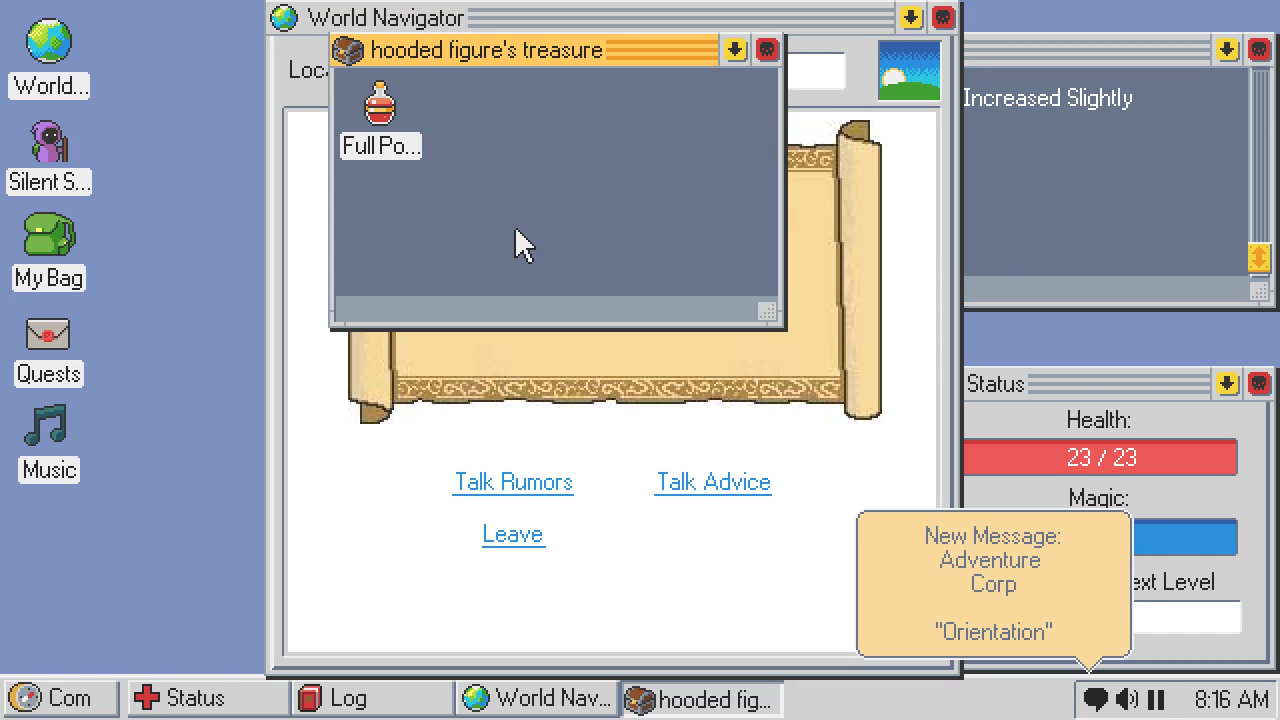 World Navigator
hooded figure's treasure
World...
Loca
Increased Slightly
Full Po...
Silent S...
My Bag
Quests
Status
Health:
23 / 23
Music
Talk Rumors
Talk Advice
Magic:
Leave
New Message:
Adventure
Corp
"Orientation"
ext Level
Com
Status
Log
World Nav...
hooded fig...
8:16 AM